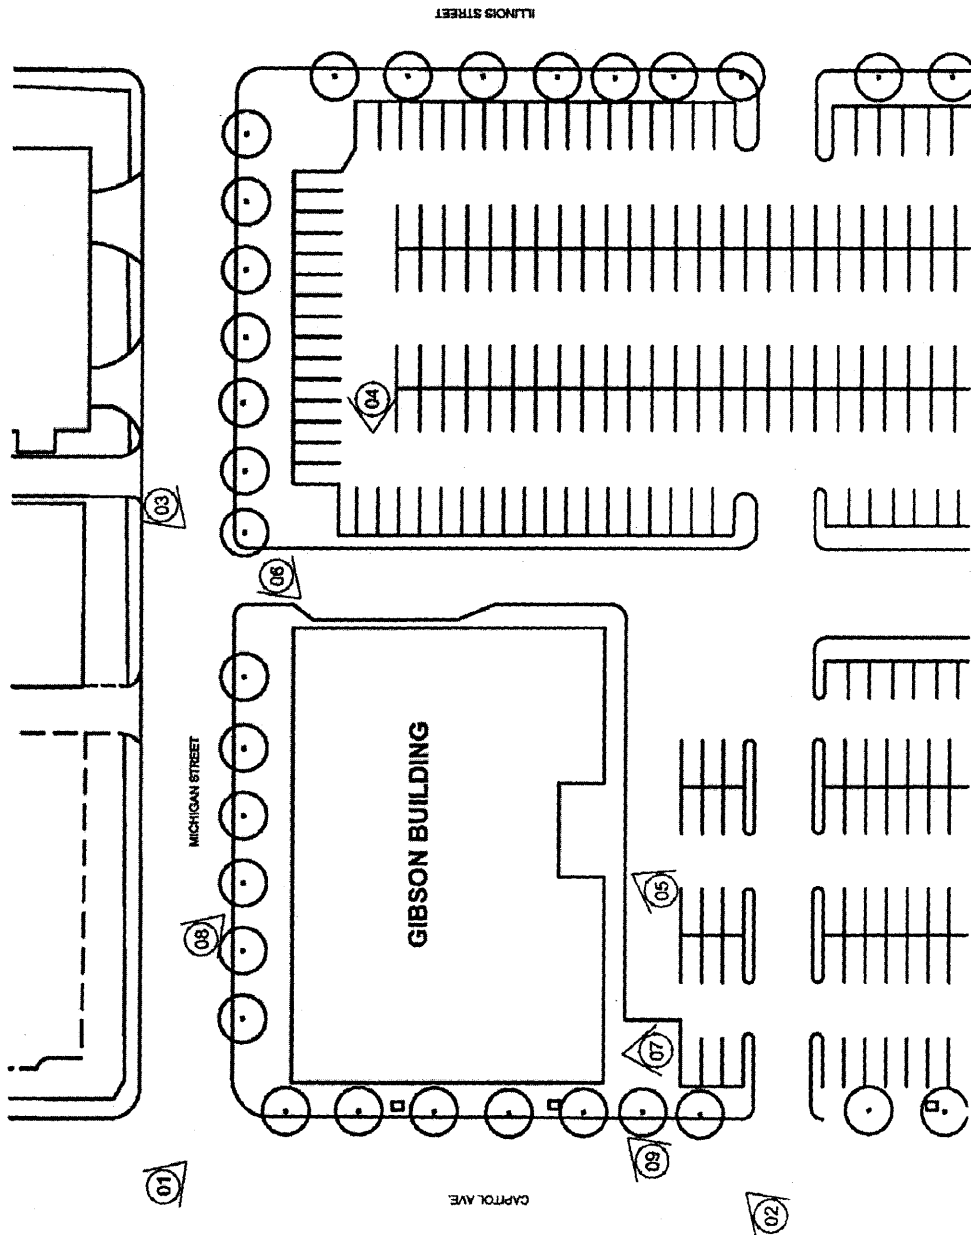 ILLINOIS STREET
04
03
06
MICHIGAN STREET
GIBSON BUILDING
05
08
07
09
01
CAPITOL AVE.
02